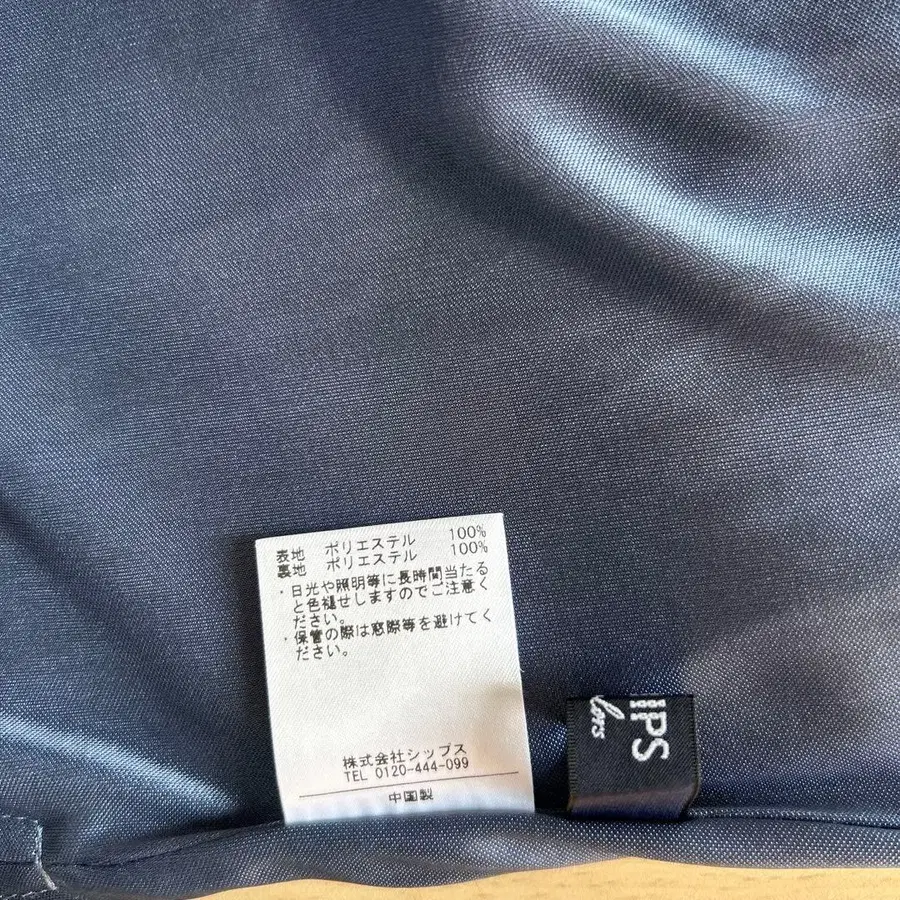 表地 ポリエステル 100%
裏地 ポリエステル 100%
・日光や照明等に長時間当たる
と色褪せしますのでご注意く
ださい。
・保管の際は窓際等を避けてく
ださい。
株式会社シップス
TEL 0120-444-099
中国製
IPS
lors